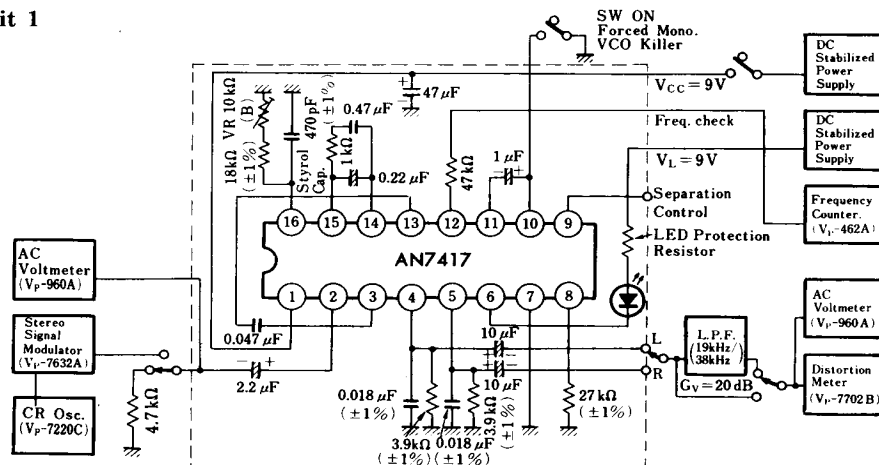 it 1
SW ON
Forced Mono.
VCO Killer
DC
Stabilized
Power
Supply
VCC = 9V
47 μF
VR 10 kΩ
(B)
18kΩ
(±1%)
470 pF
(±1%)
Styrol
Cap.
0.47 μF
1 kΩ
0.22 μF
47 kΩ
1 μF
Freq. check
VL = 9V
DC
Stabilized
Power
Supply
Separation
Control
Frequency
Counter.
(VP-462A)
LED Protection
Resistor
16
15
14
13
12
11
10
9
AN7417
1
2
3
4
5
6
7
8
AC
Voltmeter
(VP-960A)
Stereo
Signal
Modulator
(VP-7632A)
CR Osc.
(VP-7220C)
4.7 kΩ
2.2 μF
0.047 μF
10 μF
10 μF
L
R
0.018 μF
(±1%)
3.9kΩ
(±1%)
0.018 μF
(±1%)
3.9kΩ
(±1%)
27 kΩ
(±1%)
L.P.F.
(19kHz/
38kHz)
GV = 20 dB
AC
Voltmeter
(VP-960A)
Distortion
Meter
(VP-7702B)